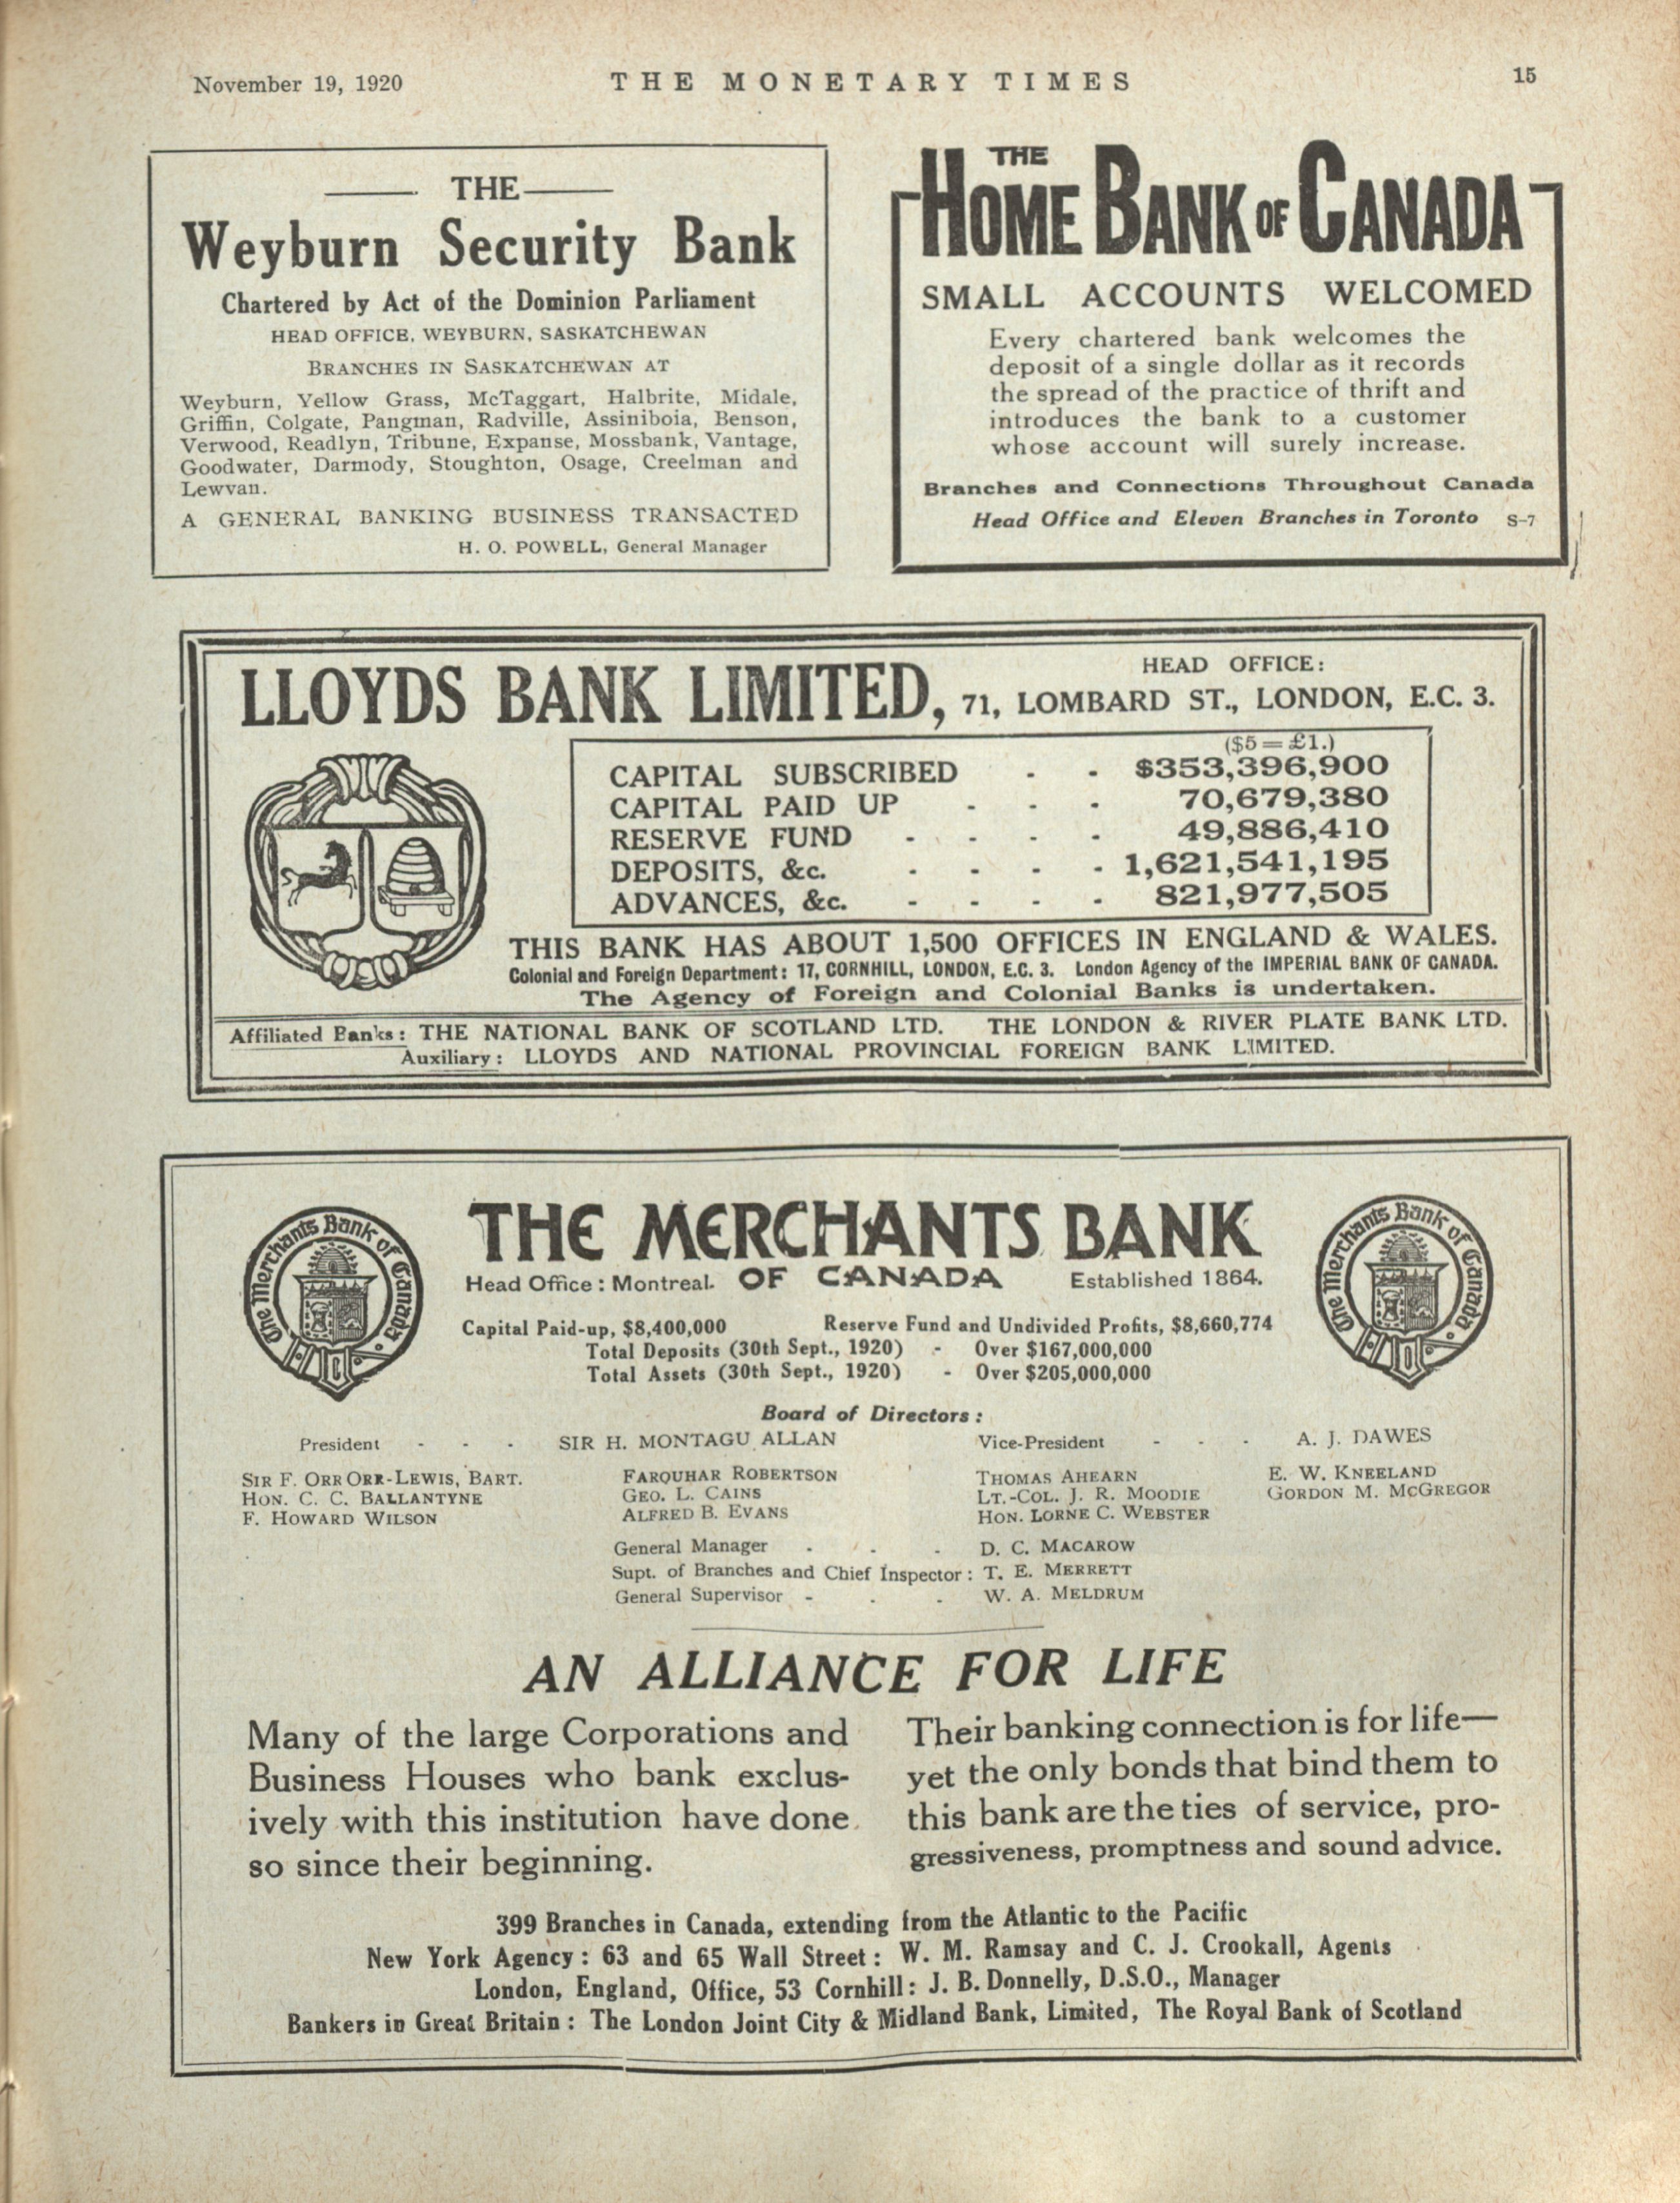 November 19, 1920
THE MONETARY TIMES
15
THE
Weyburn Security Bank
Chartered by Act of the Dominion Parliament
HEAD OFFICE, WEYBURN, SASKATCHEWAN
BRANCHES IN SASKATCHEWAN AT
Weyburn, Yellow Grass, McTaggart, Halbrite, Midale,
Griffin, Colgate, Pangman, Radville, Assiniboia, Benson,
Verwood, Readlyn, Tribune, Expanse, Mossbank, Vantage,
Goodwater, Darmody, Stoughton, Osage, Creelman and
Lewvan.
A GENERAL BANKING BUSINESS TRANSACTED
H. O. POWELL, General Manager
THE
HOME BANK OF CANADA
SMALL ACCOUNTS WELCOMED
Every chartered bank welcomes the
deposit of a single dollar as it records
the spread of the practice of thrift and
introduces the bank to a customer
whose account will surely increase.
Branches and Connections Throughout Canada
Head Office and Eleven Branches in Toronto S-7
LLOYDS BANK LIMITED,
HEAD OFFICE:
71, LOMBARD ST., LONDON, E.C. 3.
($5 = £1.)
CAPITAL SUBSCRIBED - - $353,396,900
CAPITAL PAID UP - - - 70,679,380
RESERVE FUND - - - - 49,886,410
DEPOSITS, &c. - - - - 1,621,541,195
ADVANCES, &c. - - - - 821,977,505
THIS BANK HAS ABOUT 1,500 OFFICES IN ENGLAND & WALES.
Colonial and Foreign Department: 17, CORNHILL, LONDON, E.C. 3. London Agency of the IMPERIAL BANK OF CANADA.
The Agency of Foreign and Colonial Banks is undertaken.
Affiliated Banks: THE NATIONAL BANK OF SCOTLAND LTD. THE LONDON & RIVER PLATE BANK LTD.
Auxiliary: LLOYDS AND NATIONAL PROVINCIAL FOREIGN BANK LIMITED.
The Merchants Bank of Canada
THE MERCHANTS BANK
The Merchants Bank of Canada
Head Office: Montreal. OF CANADA Established 1864.
Capital Paid-up, $8,400,000 Reserve Fund and Undivided Profits, $8,660,774
Total Deposits (30th Sept., 1920) - Over $167,000,000
Total Assets (30th Sept., 1920) - Over $205,000,000
Board of Directors:
President - - - SIR H. MONTAGU ALLAN Vice-President - - - A. J. DAWES
SIR F. ORR ORR-LEWIS, BART. FARQUHAR ROBERTSON THOMAS AHEARN E. W. KNEELAND
HON. C. C. BALLANTYNE GEO. L. CAINS LT.-COL. J. R. MOODIE GORDON M. MCGREGOR
F. HOWARD WILSON ALFRED B. EVANS HON. LORNE C. WEBSTER
General Manager - - - D. C. MACAROW
Supt. of Branches and Chief Inspector: T. E. MERRETT
General Supervisor - - - W. A. MELDRUM
AN ALLIANCE FOR LIFE
Many of the large Corporations and
Business Houses who bank exclus-
ively with this institution have done
so since their beginning.
Their banking connection is for life—
yet the only bonds that bind them to
this bank are the ties of service, pro-
gressiveness, promptness and sound advice.
399 Branches in Canada, extending from the Atlantic to the Pacific
New York Agency: 63 and 65 Wall Street: W. M. Ramsay and C. J. Crookall, Agents
London, England, Office, 53 Cornhill: J. B. Donnelly, D.S.O., Manager
Bankers in Great Britain: The London Joint City & Midland Bank, Limited, The Royal Bank of Scotland